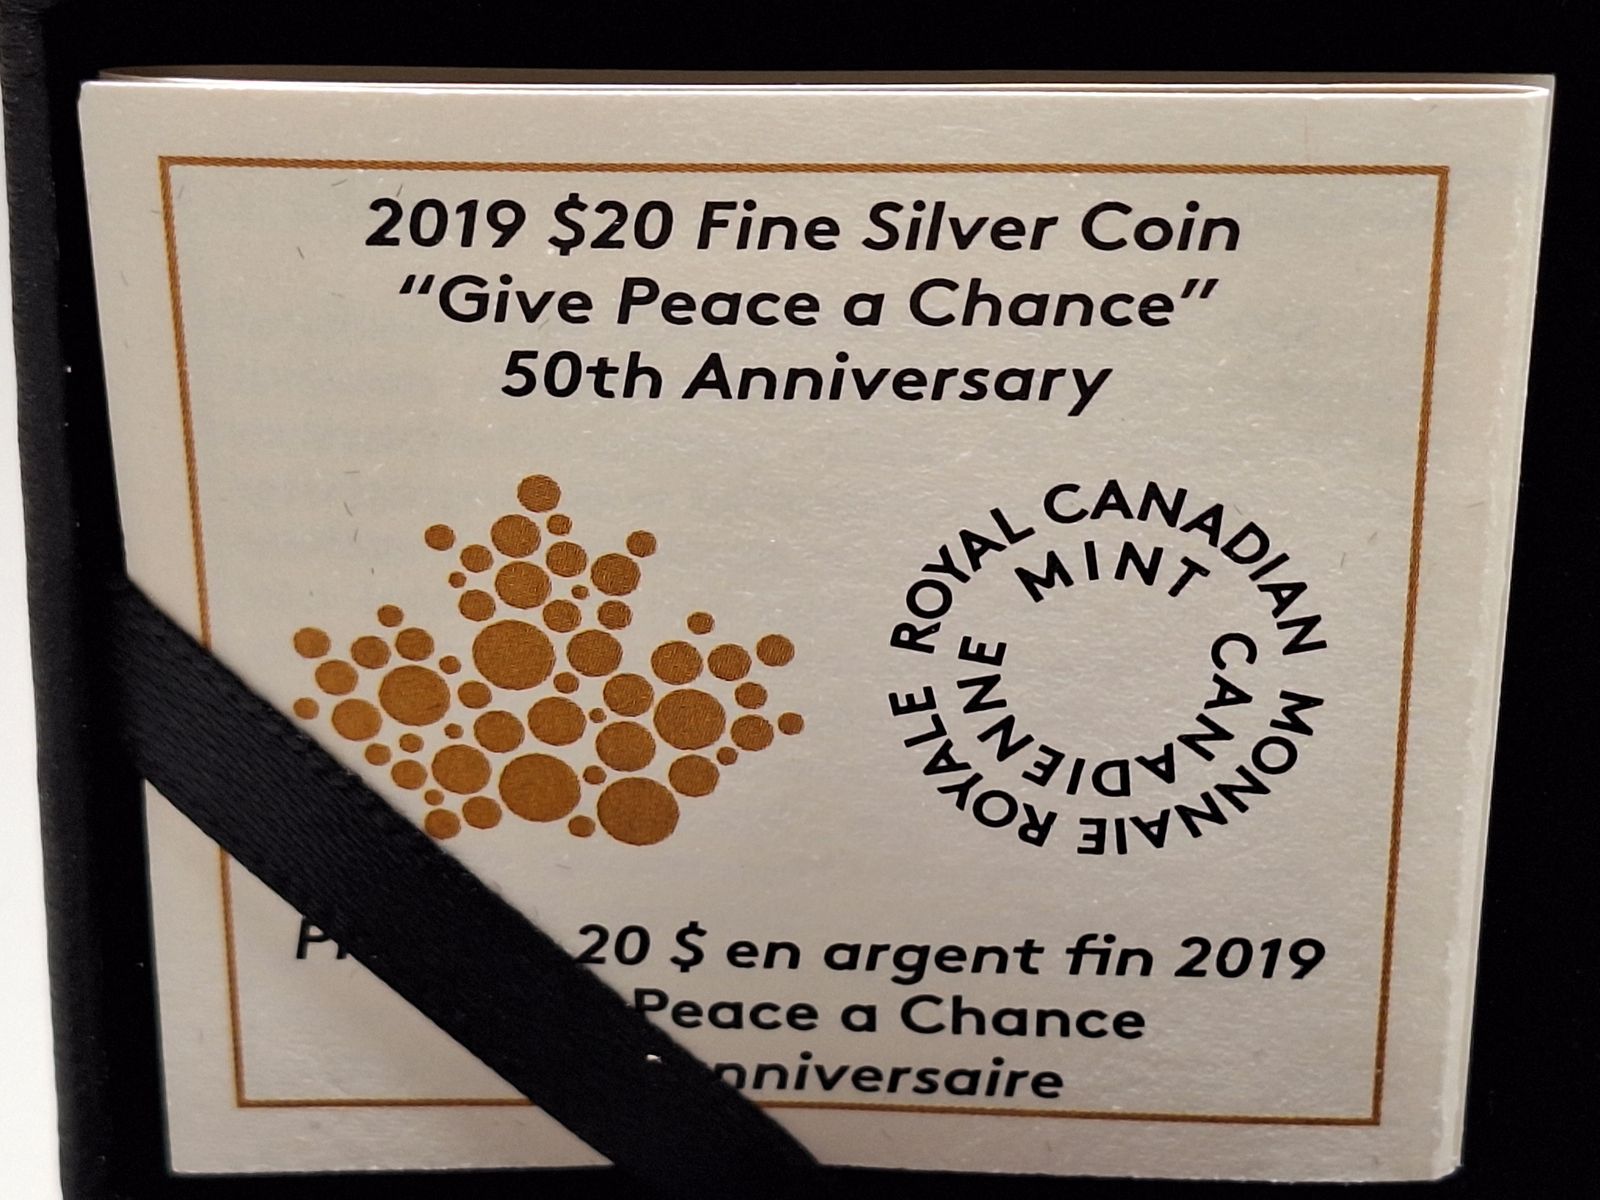 2019 $20 Fine Silver Coin
“Give Peace a Chance”
50th Anniversary
ROYAL CANADIAN MINT
MONNAIE ROYALE CANADIENNE
20 $ en argent fin 2019
Peace a Chance